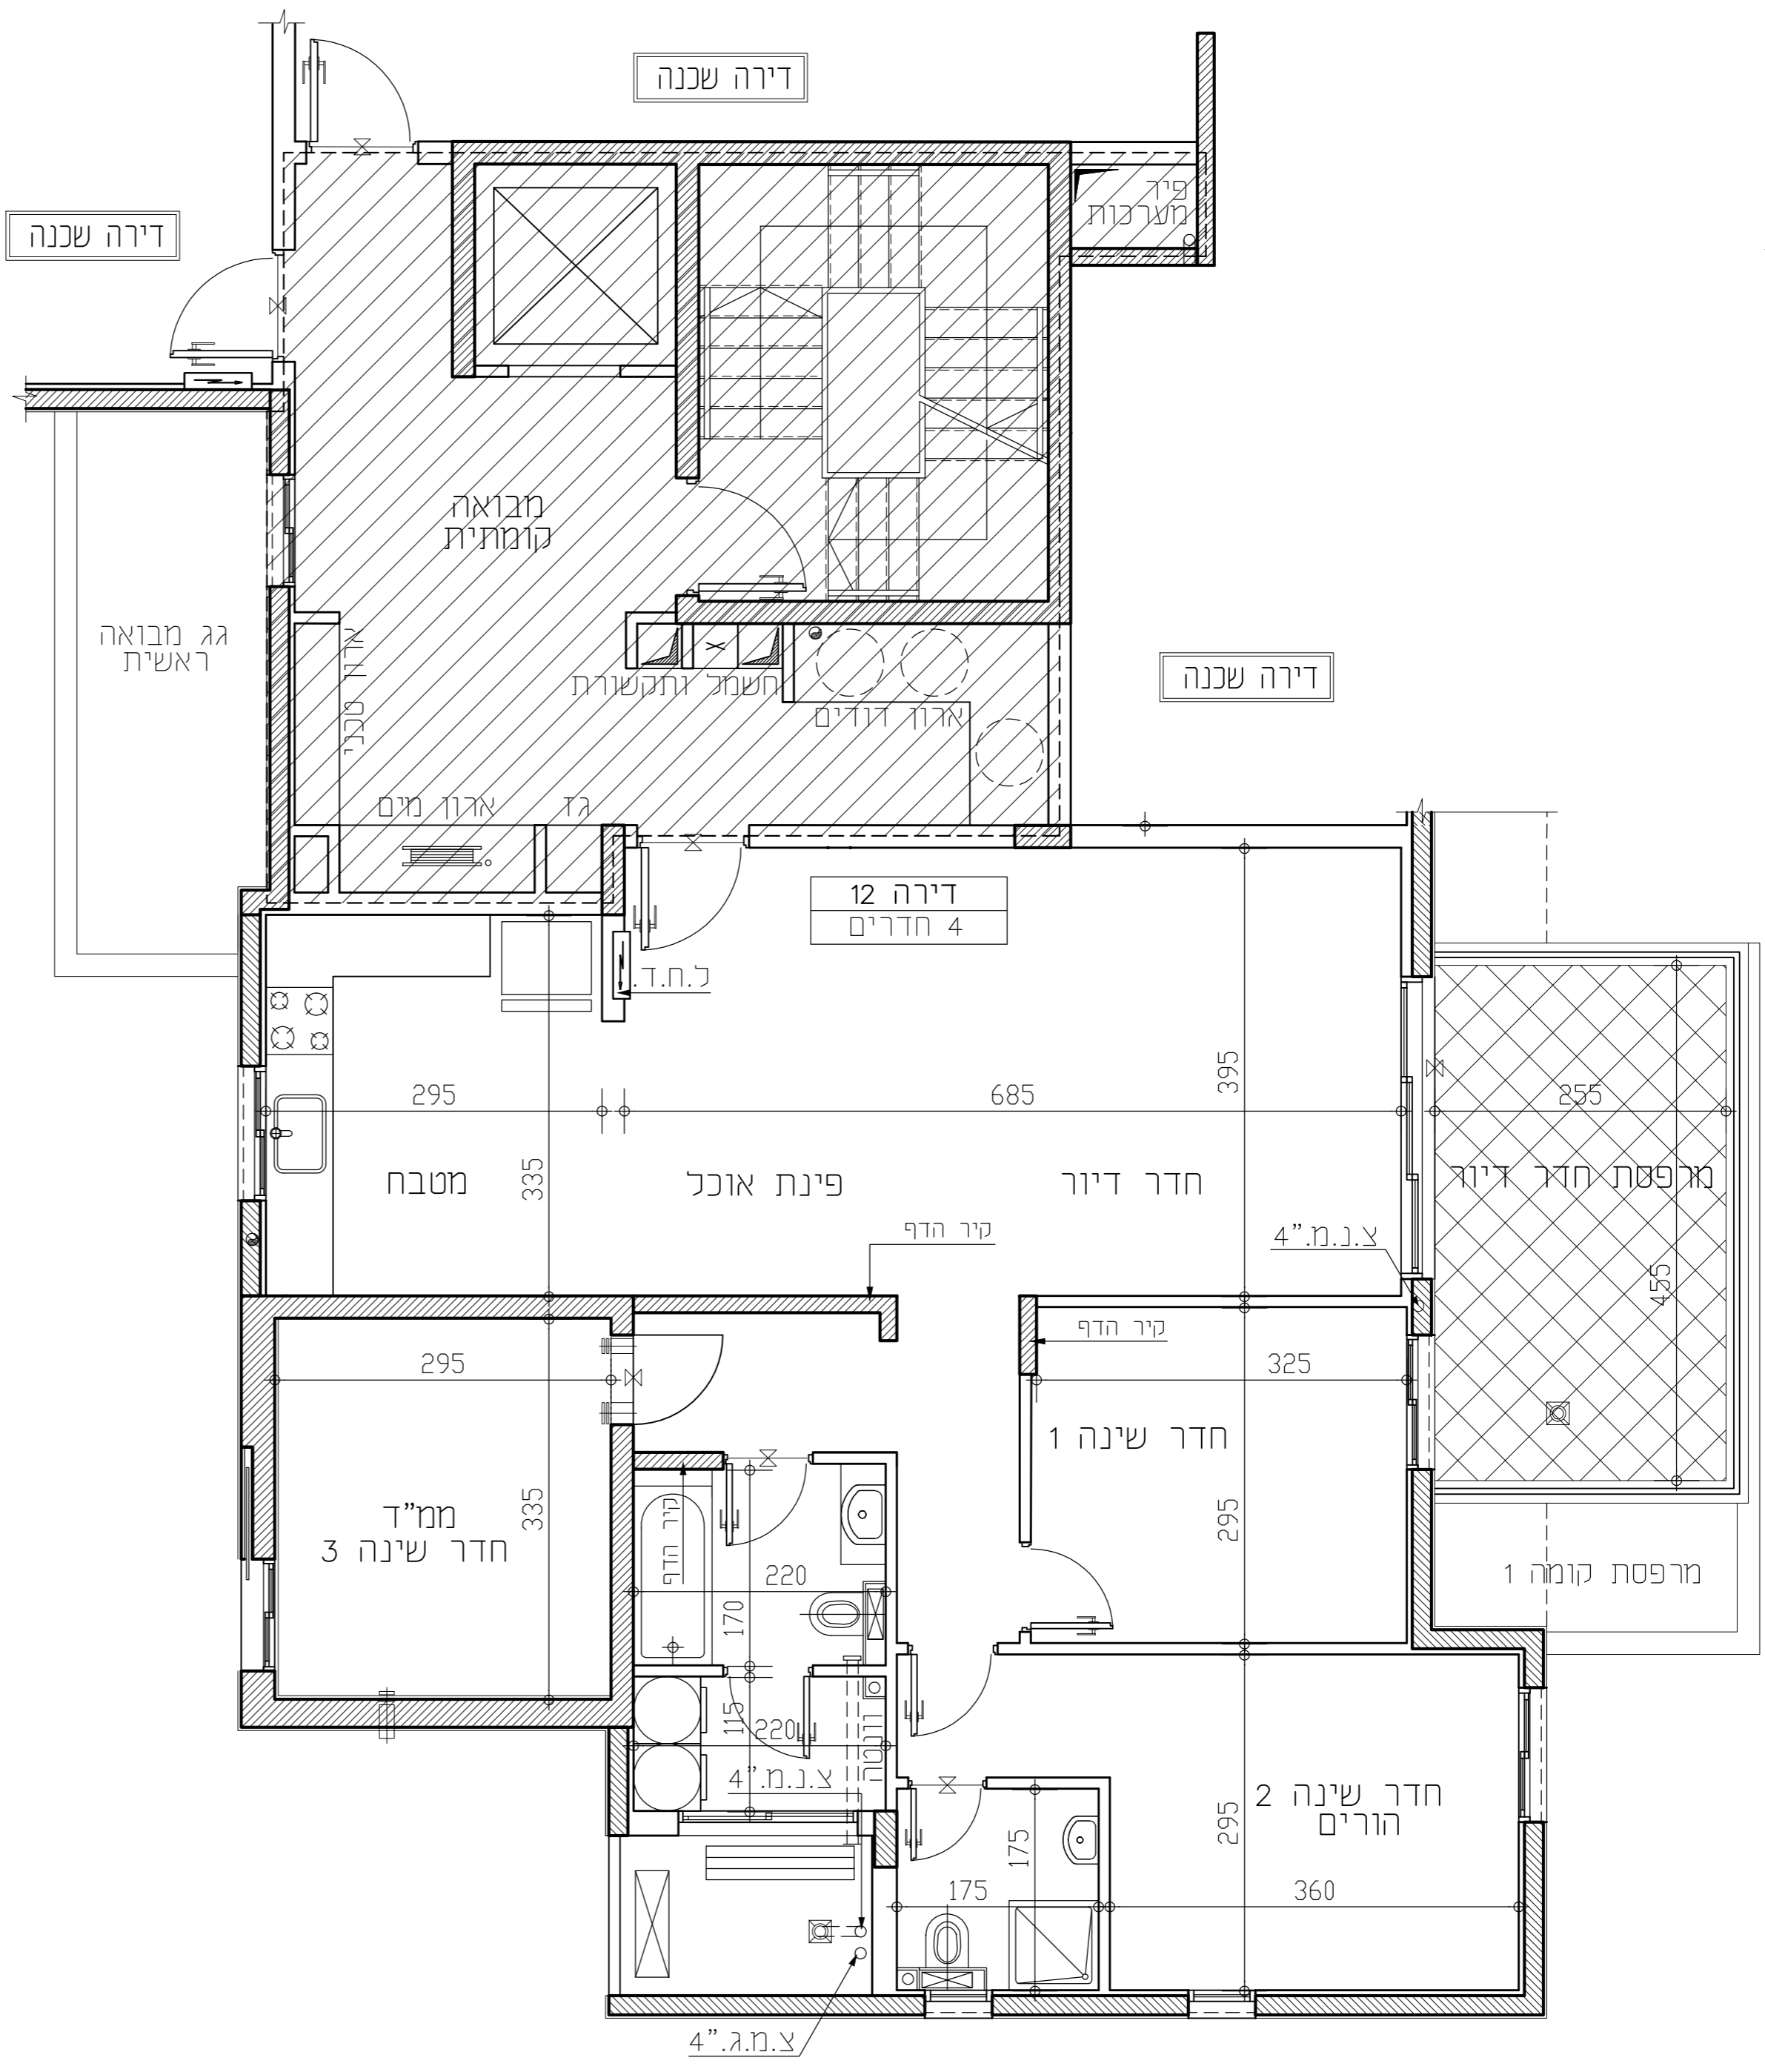 דירה שכנה
פיר
מערכות
דירה שכנה
מבואה
קומתית
גג מבואה
ראשית
ארון טכני
חשמל ותקשורת
ארון דודים
דירה שכנה
ארון מים
גז
דירה 12
4 חדרים
ל.ח.ד.
295
685
395
255
335
מטבח
פינת אוכל
חדר דיור
מרפסת חדר דיור
קיר הדף
צ.נ.מ."4
455
קיר הדף
295
325
חדר שינה 1
335
ממ"ד
חדר שינה 3
קיר הדף
295
220
170
מרפסת קומה 1
115
220
וונטה
צ.נ.מ."4
חדר שינה 2
הורים
295
175
175
360
צ.מ.ג."4